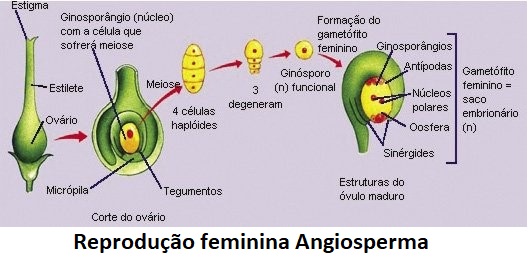 Estigma
Ginosporângio (núcleo)
com a célula que
sofrerá meiose
Estilete
Ovário
Micrópila
Tegumentos
Corte do ovário
Meiose
4 células
haplóides
3
degeneram
Ginósporo
(n) funcional
Formação do
gametófito
feminino
Ginosporângios
Antípodas
Núcleos
polares
Oosfera
Sinérgides
Gametófito
feminino =
saco
embrionário
(n)
Estruturas do
óvulo maduro
Reprodução feminina Angiosperma